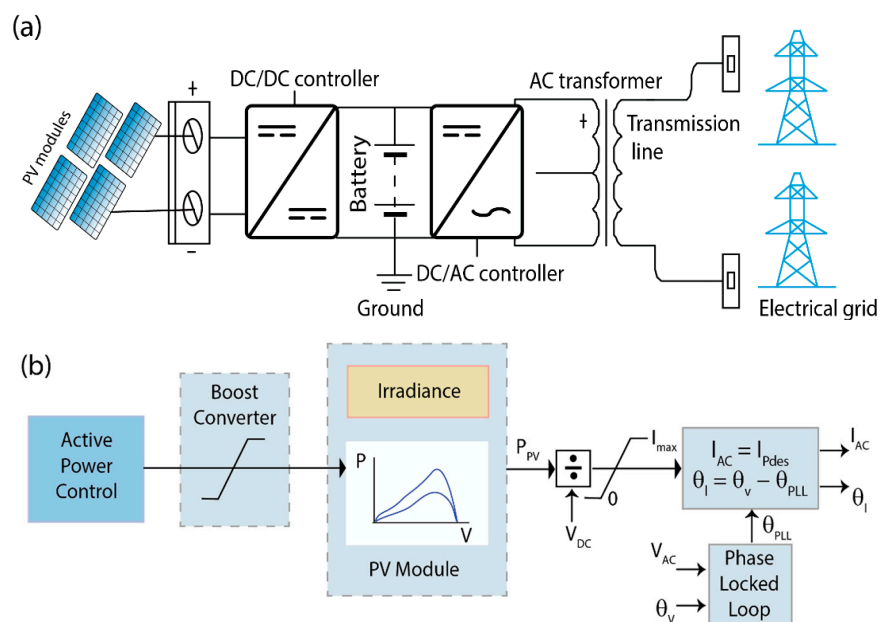 (a)
PV modules
+
−
DC/DC controller
Battery
Ground
DC/AC controller
AC transformer
+
Transmission
line
Electrical grid
(b)
Active
Power
Control
Boost
Converter
Irradiance
P
V
PV Module
P_PV
÷
V_DC
I_max
0
I_AC = I_Pdes
θ_I = θ_v − θ_PLL
I_AC
θ_I
θ_PLL
V_AC
θ_V
Phase
Locked
Loop